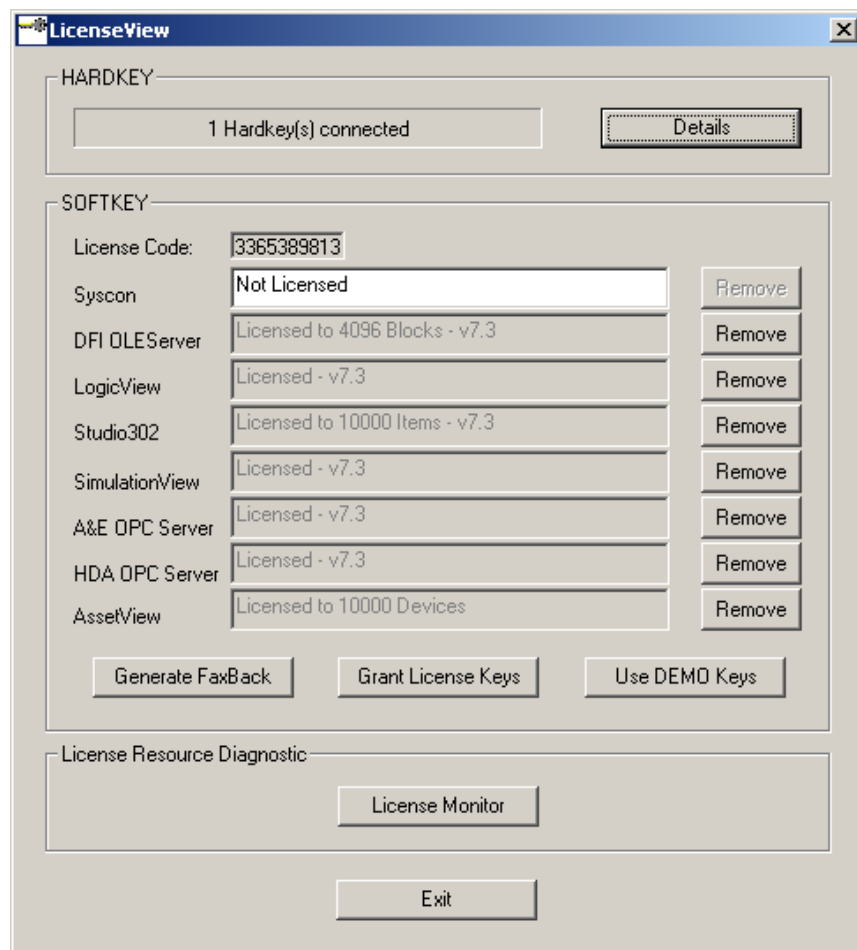 LicenseView
HARDKEY
1 Hardkey(s) connected Details
SOFTKEY
License Code: 3365389813
Syscon Not Licensed Remove
DFI OLEServer Licensed to 4096 Blocks - v7.3 Remove
LogicView Licensed - v7.3 Remove
Studio302 Licensed to 10000 Items - v7.3 Remove
SimulationView Licensed - v7.3 Remove
A&E OPC Server Licensed - v7.3 Remove
HDA OPC Server Licensed - v7.3 Remove
AssetView Licensed to 10000 Devices Remove
Generate FaxBack Grant License Keys Use DEMO Keys
License Resource Diagnostic
License Monitor
Exit